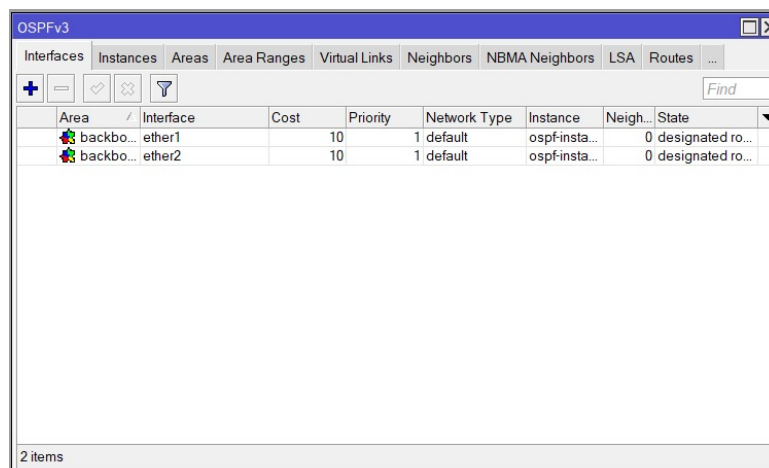 OSPFv3
Interfaces Instances Areas Area Ranges Virtual Links Neighbors NBMA Neighbors LSA Routes ...
Find
Area Interface Cost Priority Network Type Instance Neigh... State
backbo... ether1 10 1 default ospf-insta... 0 designated ro...
backbo... ether2 10 1 default ospf-insta... 0 designated ro...
2 items